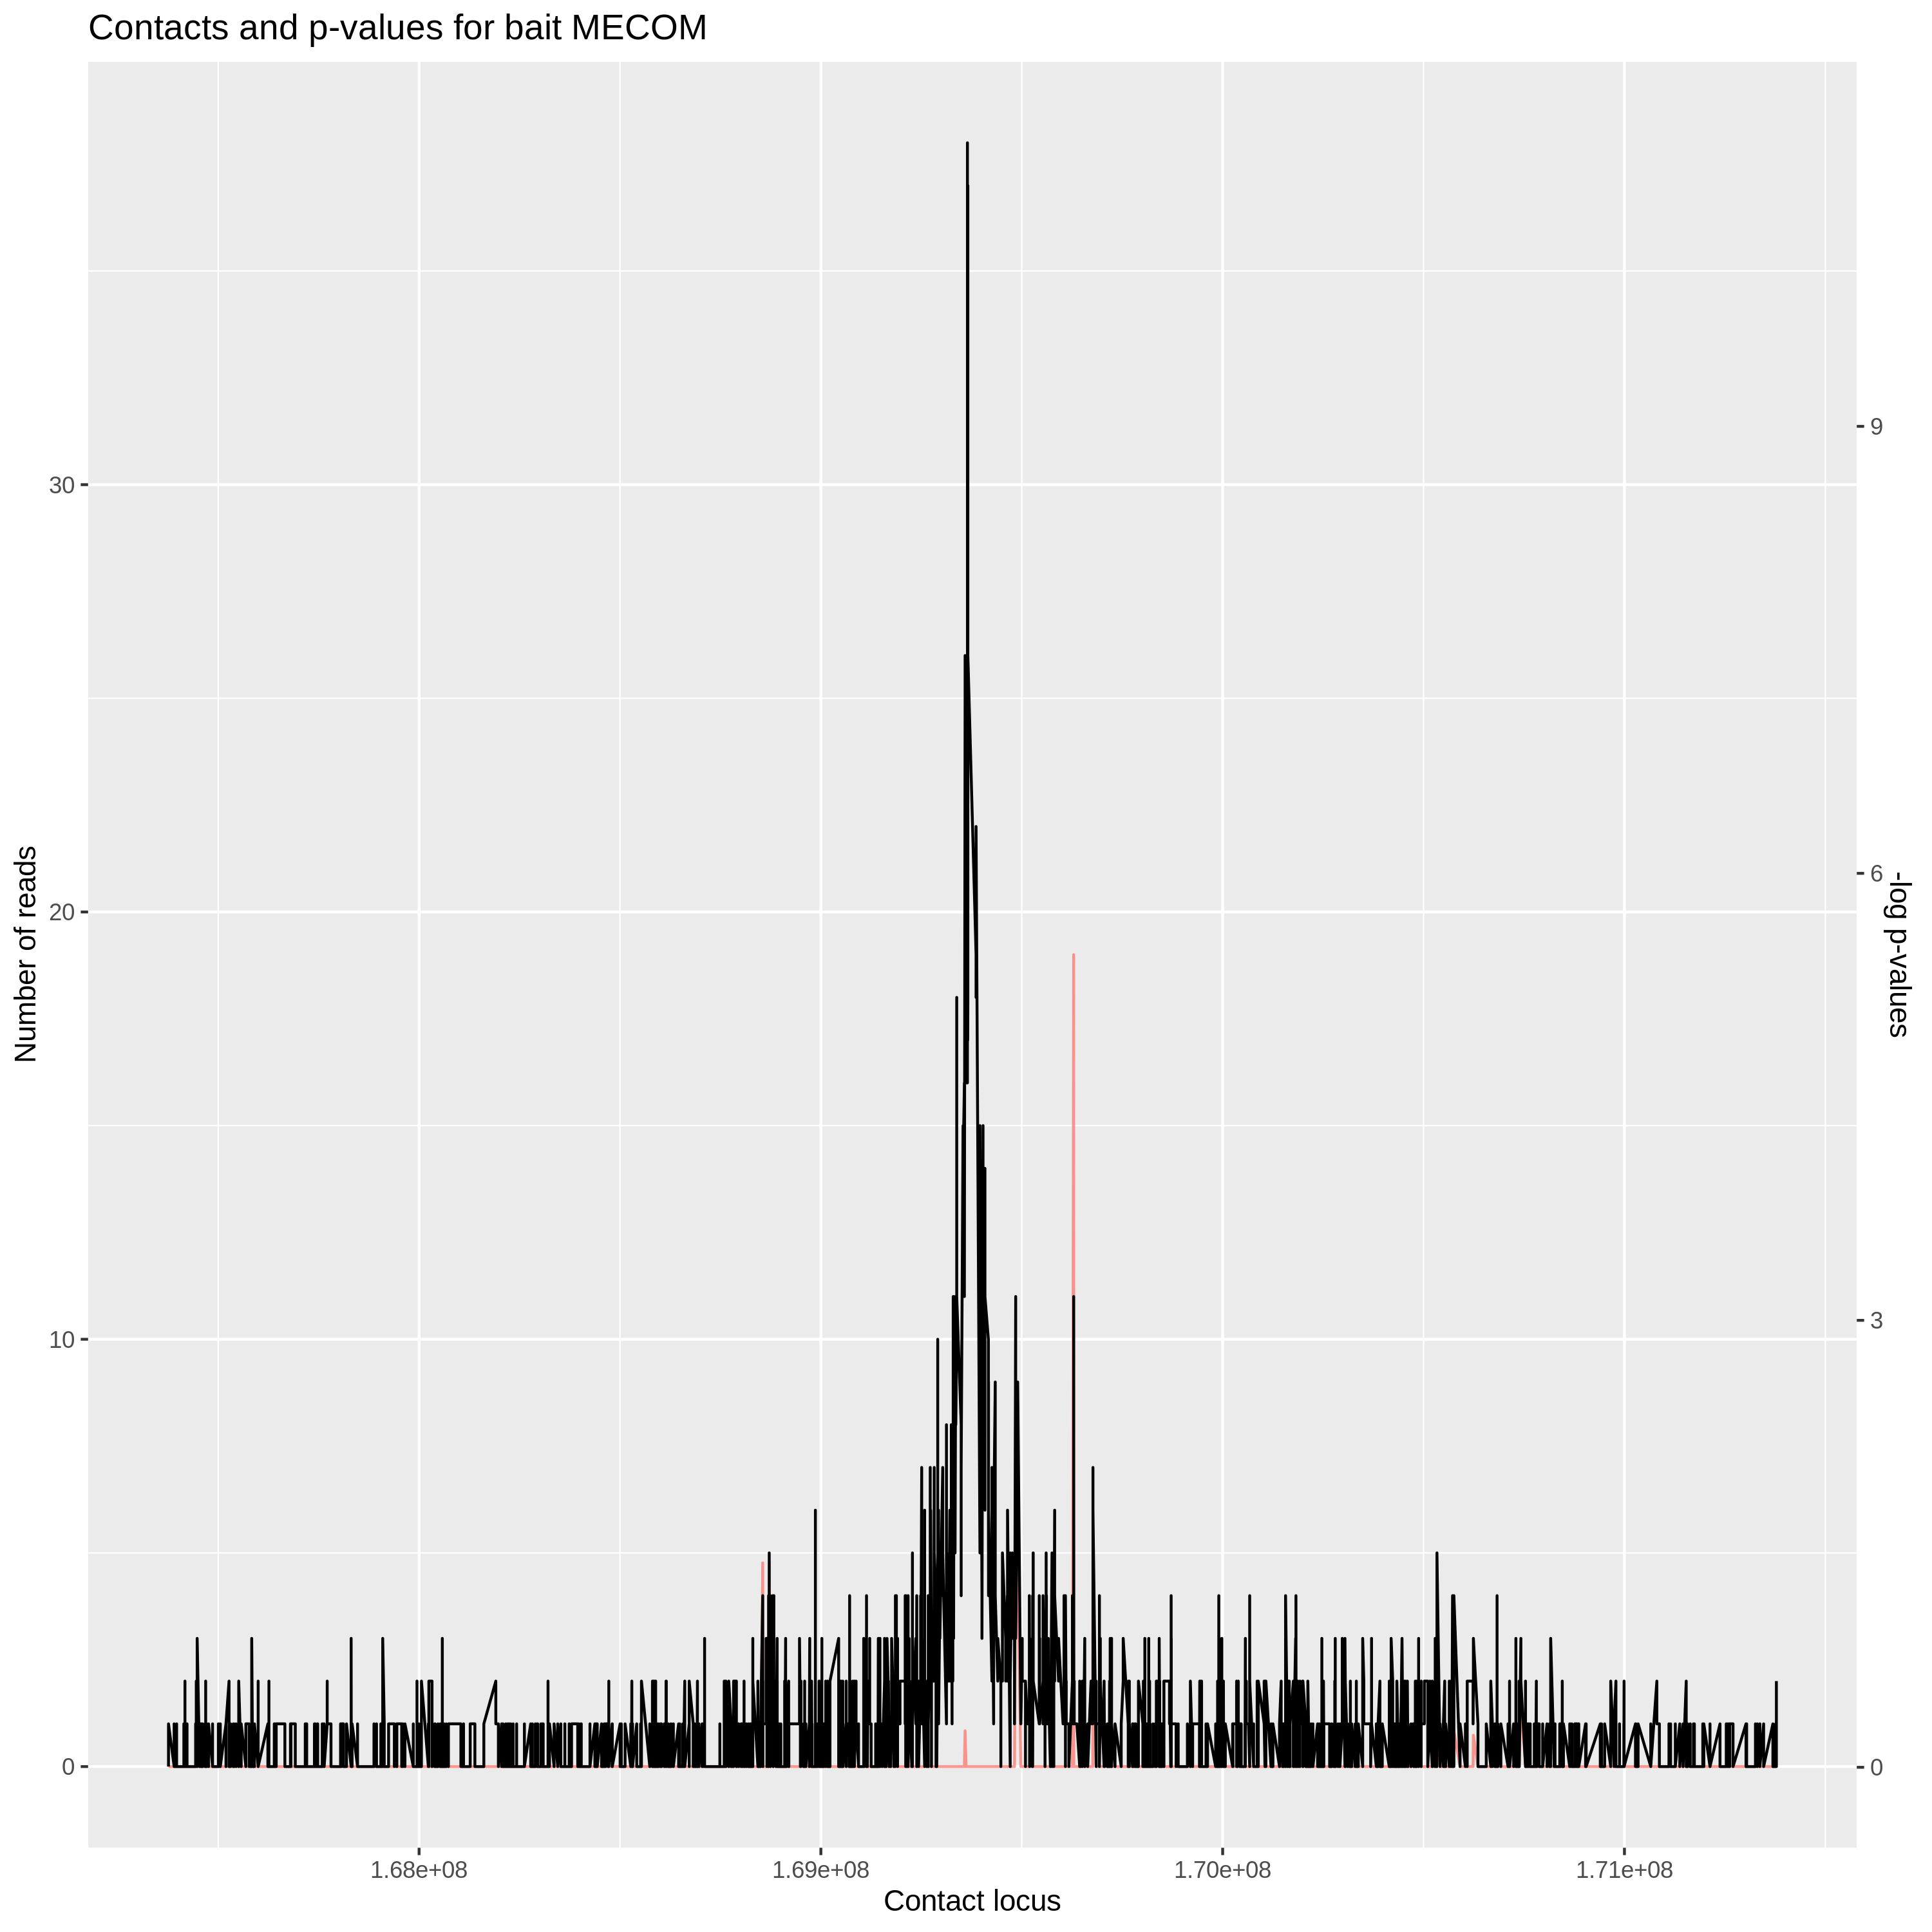 Contacts and p-values for bait MECOM
Number of reads
30
20
10
0
9
6
3
0
-log p-values
1.68e+08
1.69e+08
1.70e+08
1.71e+08
Contact locus